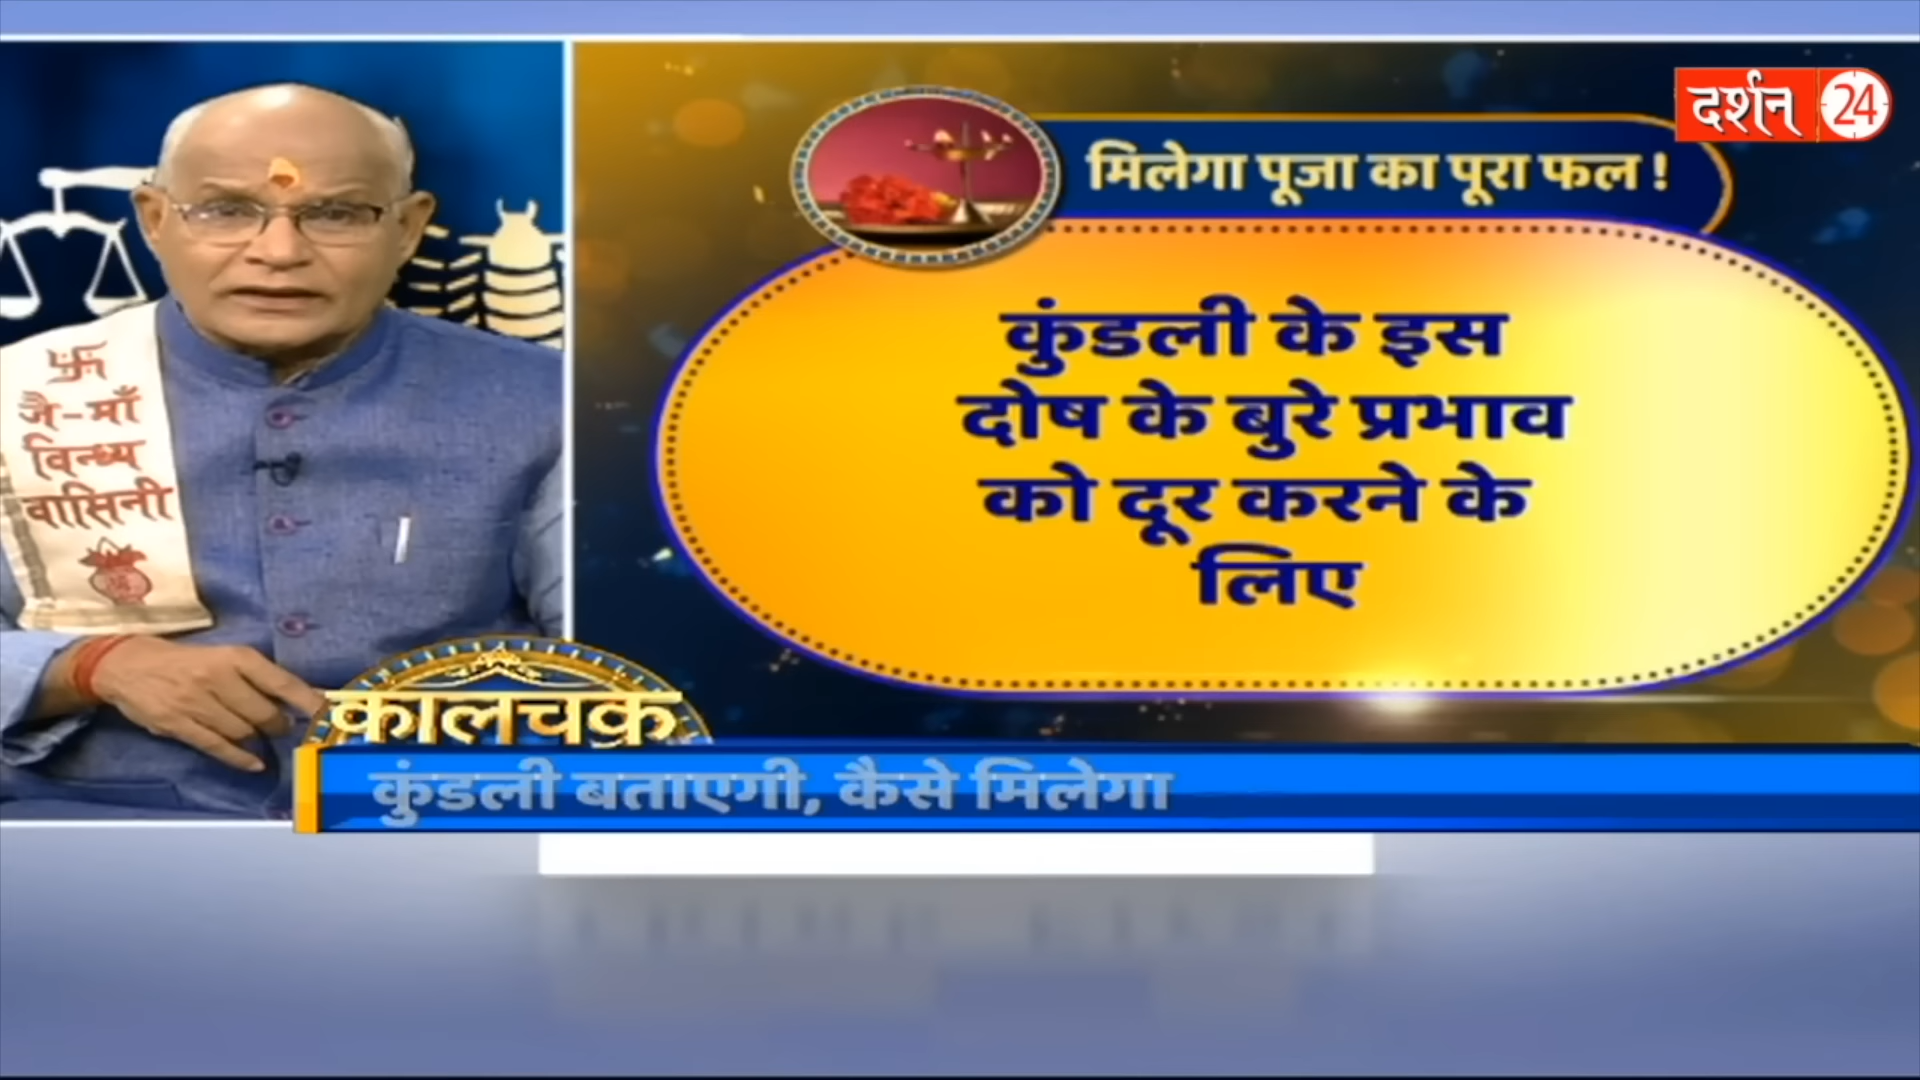 दर्शन 24
मिलेगा पूजा का पूरा फल !
कुंडली के इस
दोष के बुरे प्रभाव
को दूर करने के
लिए
जै-माँ
विन्ध्य
वासिनी
कालचक्र
कुंडली बताएगी, कैसे मिलेगा